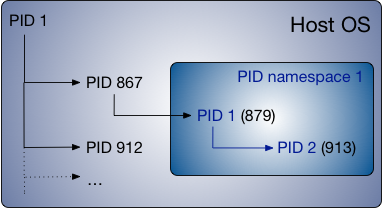 PID 1
Host OS
PID 867
PID namespace 1
PID 1 (879)
PID 912
PID 2 (913)
...